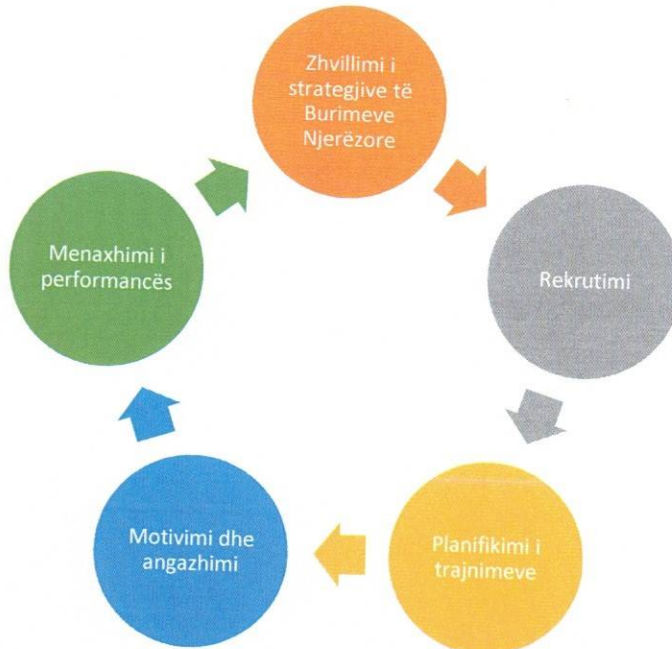 Zhvillimi i
strategjive të
Burimeve
Njerëzore
Rekrutimi
Planifikimi i
trajnimeve
Motivimi dhe
angazhimi
Menaxhimi i
performancës